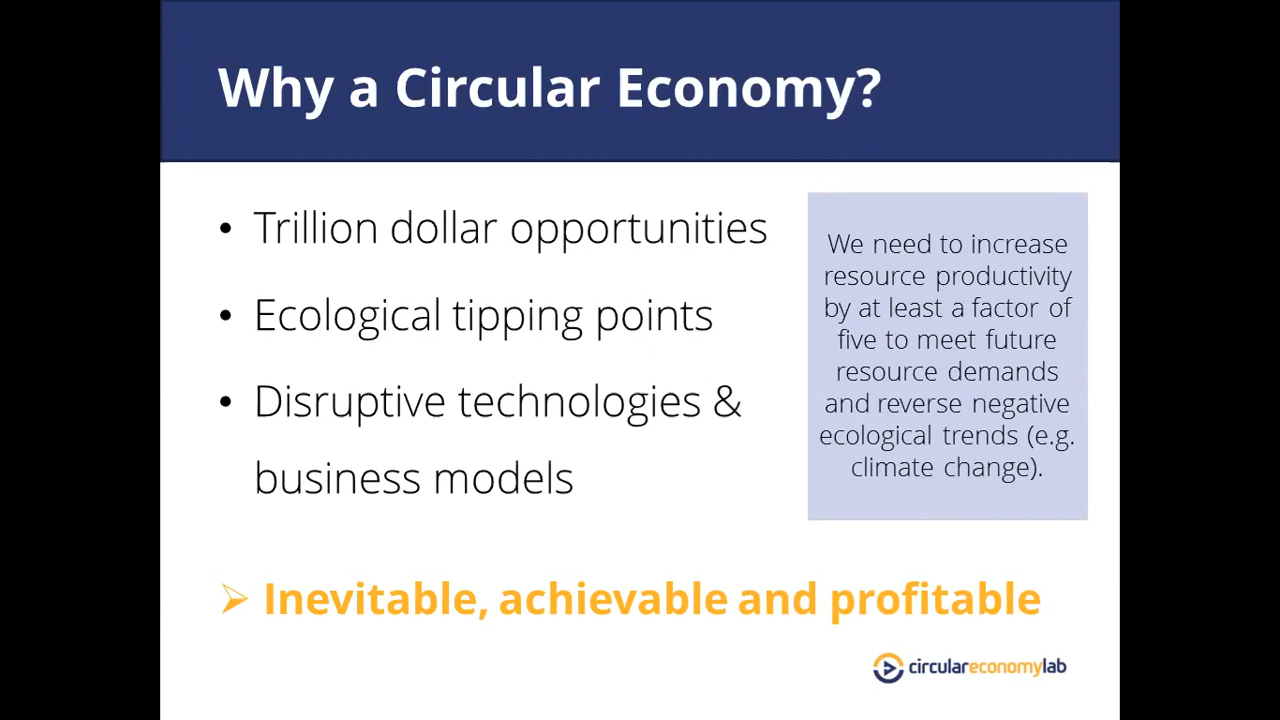 Why a Circular Economy?
• Trillion dollar opportunities
• Ecological tipping points
• Disruptive technologies &
business models
We need to increase
resource productivity
by at least a factor of
five to meet future
resource demands
and reverse negative
ecological trends (e.g.
climate change).
➢ Inevitable, achievable and profitable
circulareconomylab